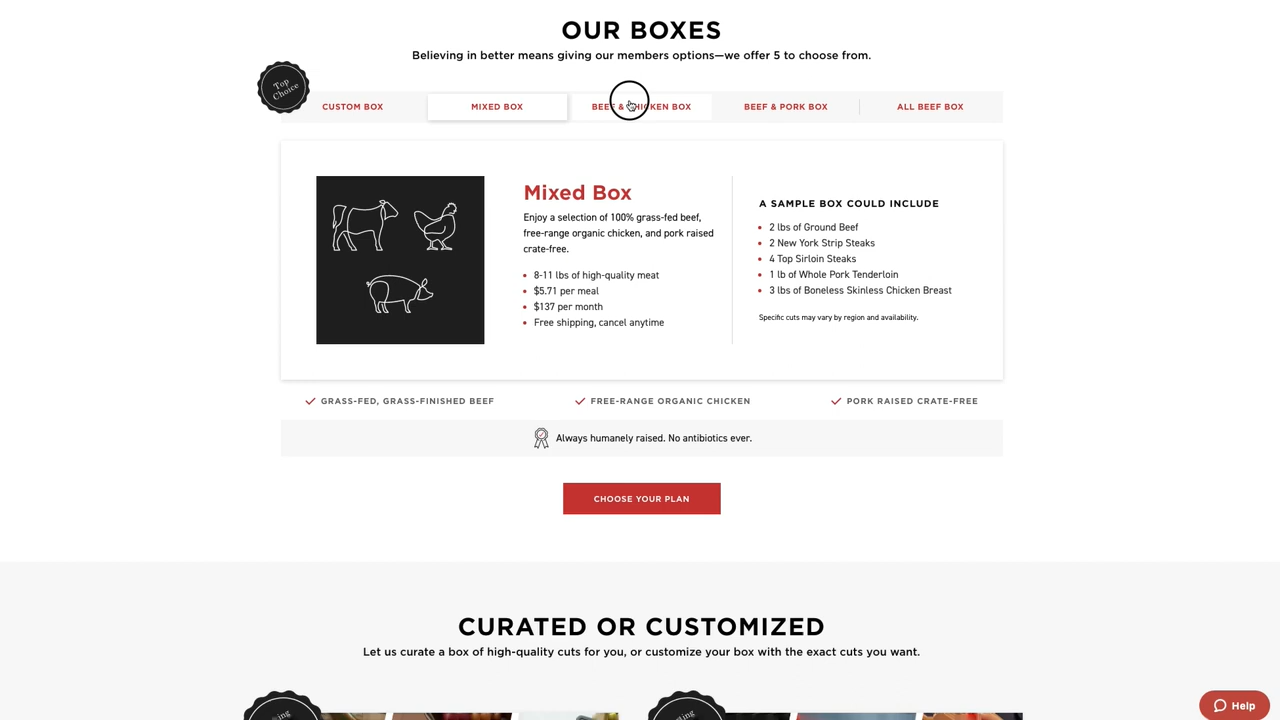 OUR BOXES
Believing in better means giving our members options—we offer 5 to choose from.
Top
Choice
CUSTOM BOX
MIXED BOX
BEEF & CHICKEN BOX
BEEF & PORK BOX
ALL BEEF BOX
Mixed Box
Enjoy a selection of 100% grass-fed beef,
free-range organic chicken, and pork raised
crate-free.
8-11 lbs of high-quality meat
$5.71 per meal
$137 per month
Free shipping, cancel anytime
A SAMPLE BOX COULD INCLUDE
2 lbs of Ground Beef
2 New York Strip Steaks
4 Top Sirloin Steaks
1 lb of Whole Pork Tenderloin
3 lbs of Boneless Skinless Chicken Breast
Specific cuts may vary by region and availability.
GRASS-FED, GRASS-FINISHED BEEF
FREE-RANGE ORGANIC CHICKEN
PORK RAISED CRATE-FREE
Always humanely raised. No antibiotics ever.
CHOOSE YOUR PLAN
CURATED OR CUSTOMIZED
Let us curate a box of high-quality cuts for you, or customize your box with the exact cuts you want.
Help